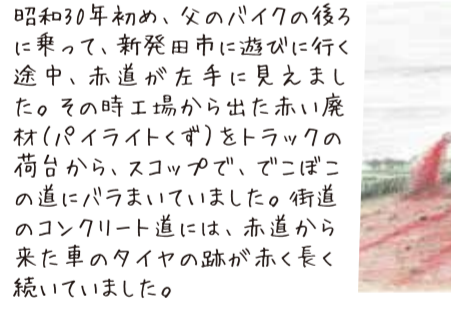 昭和30年初め、父のバイクの後ろ
に乗って、新発田市に遊びに行く
途中、赤道が左手に見えまし
た。その時工場から出た赤い廃
材(パイライトくず)をトラックの
荷台から、スコップで、でこぼこ
の道にバラまいていました。街道
のコンクリート道には、赤道から
来た車のタイヤの跡が赤く長く
続いていました。